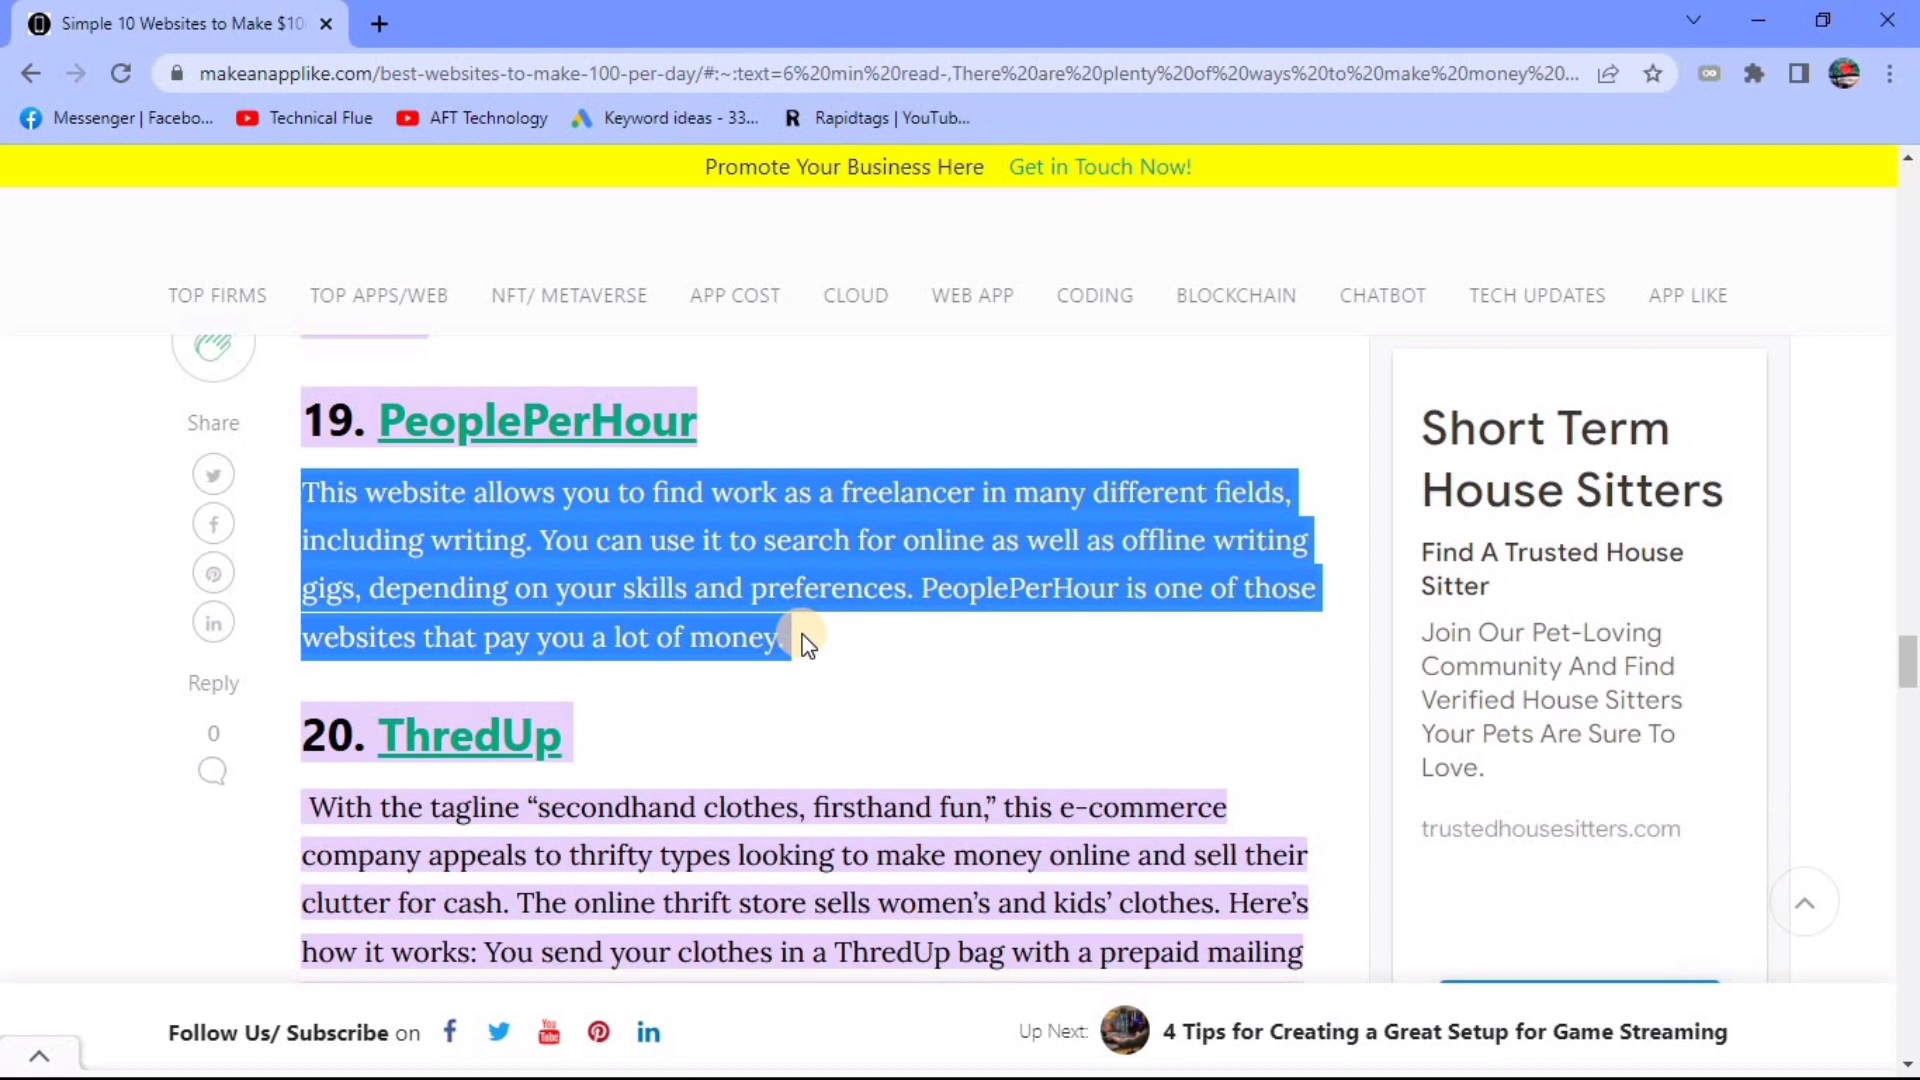 Simple 10 Websites to Make $10
makeanapplike.com/best-websites-to-make-100-per-day/#:~:text=6%20min%20read-,There%20are%20plenty%20of%20ways%20to%20make%20money%20...
Messenger | Facebo...
Technical Flue
AFT Technology
Keyword ideas - 33...
R
Rapidtags | YouTub...
Promote Your Business Here Get in Touch Now!
TOP FIRMS
TOP APPS/WEB
NFT/ METAVERSE
APP COST
CLOUD
WEB APP
CODING
BLOCKCHAIN
CHATBOT
TECH UPDATES
APP LIKE
Share
Reply
0
19. PeoplePerHour
This website allows you to find work as a freelancer in many different fields,
including writing. You can use it to search for online as well as offline writing
gigs, depending on your skills and preferences. PeoplePerHour is one of those
websites that pay you a lot of money.
20. ThredUp
With the tagline “secondhand clothes, firsthand fun,” this e-commerce
company appeals to thrifty types looking to make money online and sell their
clutter for cash. The online thrift store sells women’s and kids’ clothes. Here’s
how it works: You send your clothes in a ThredUp bag with a prepaid mailing
Short Term
House Sitters
Find A Trusted House
Sitter
Join Our Pet-Loving
Community And Find
Verified House Sitters
Your Pets Are Sure To
Love.
trustedhousesitters.com
Follow Us/ Subscribe on
Up Next:
4 Tips for Creating a Great Setup for Game Streaming